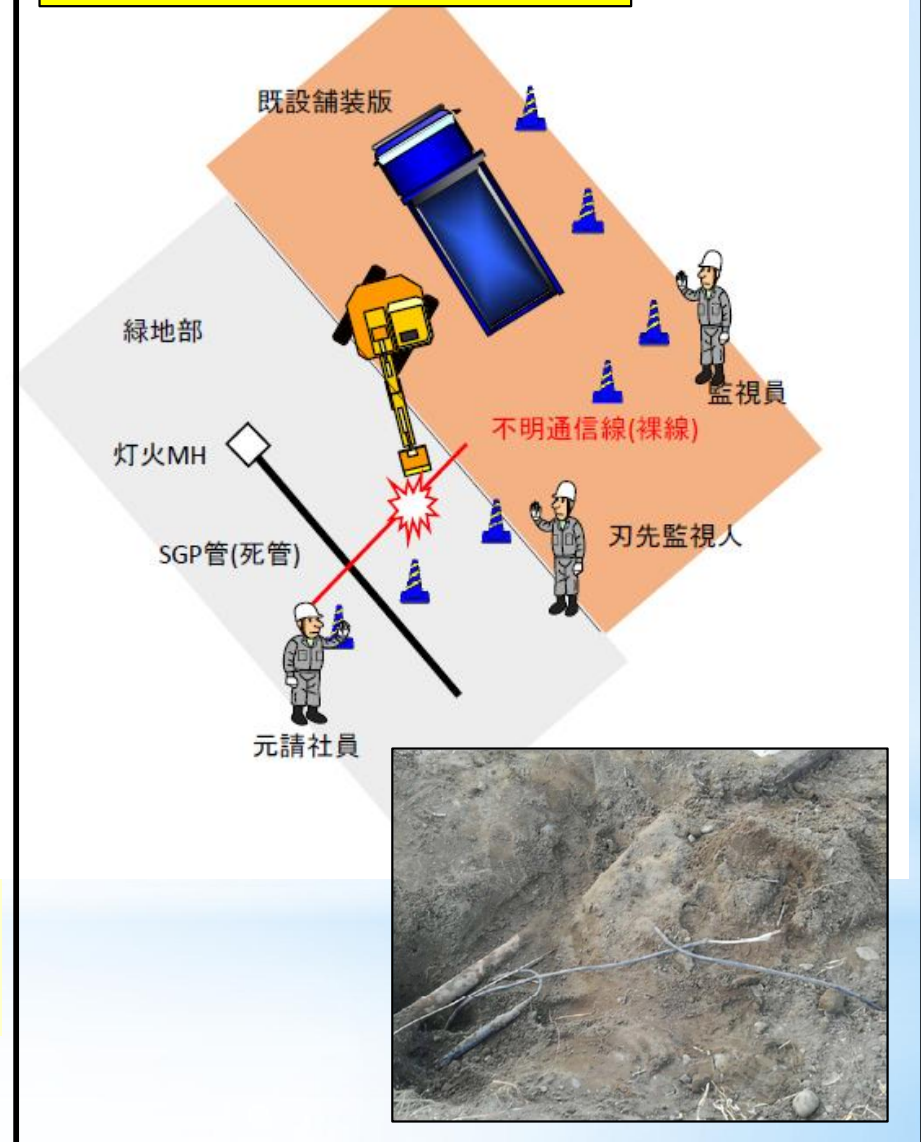 既設舗装版
緑地部
監視員
不明通信線(裸線)
灯火MH
刃先監視人
SGP管(死管)
元請社員